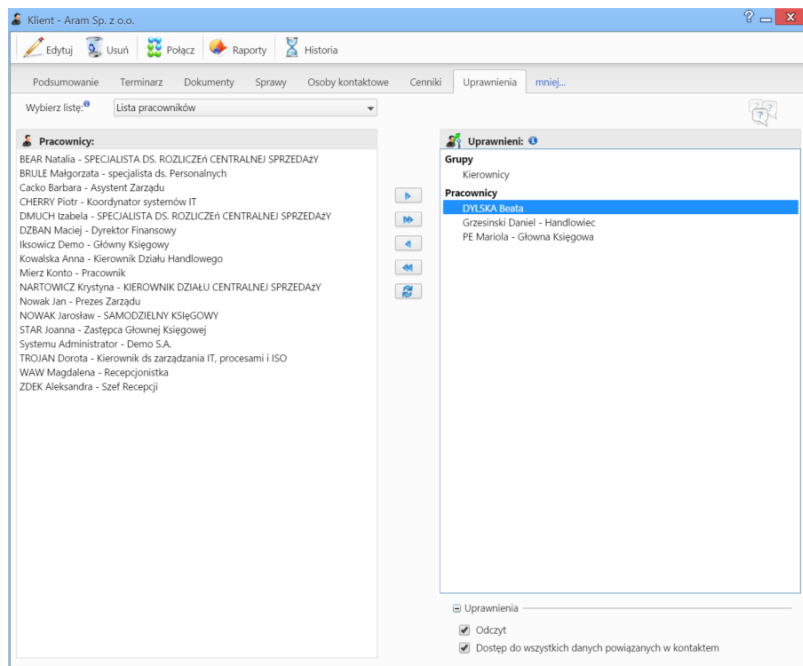 Klient - Aram Sp. z o.o.
Edytuj Usuń Połącz Raporty Historia
Podsumowanie Terminarz Dokumenty Sprawy Osoby kontaktowe Cenniki Uprawnienia mniej...
Wybierz listę: Lista pracowników
Pracownicy:
BEAR Natalia - SPECJALISTA DS. ROZLICZEń CENTRALNEJ SPRZEDAżY
BRULE Małgorzata - specjalista ds. Personalnych
Cacko Barbara - Asystent Zarządu
CHERRY Piotr - Koordynator systemów IT
DMUCH Izabela - SPECJALISTA DS. ROZLICZEń CENTRALNEJ SPRZEDAżY
DZBAN Maciej - Dyrektor Finansowy
Iksowicz Demo - Główny Księgowy
Kowalska Anna - Kierownik Działu Handlowego
Mierz Konto - Pracownik
NARTOWICZ Krystyna - KIEROWNIK DZIAŁU CENTRALNEJ SPRZEDAżY
Nowak Jan - Prezes Zarządu
NOWAK Jarosław - SAMODZIELNY KSIęGOWY
STAR Joanna - Zastępca Głownej Księgowej
Systemu Administrator - Demo S.A.
TROJAN Dorota - Kierownik ds zarządzania IT, procesami i ISO
WAW Magdalena - Recepcjonistka
ZDEK Aleksandra - Szef Recepcji
Uprawnieni:
Grupy
Kierownicy
Pracownicy
DYLSKA Beata
Grzesinski Daniel - Handlowiec
PE Mariola - Głowna Księgowa
Uprawnienia
Odczyt
Dostęp do wszystkich danych powiązanych w kontaktem